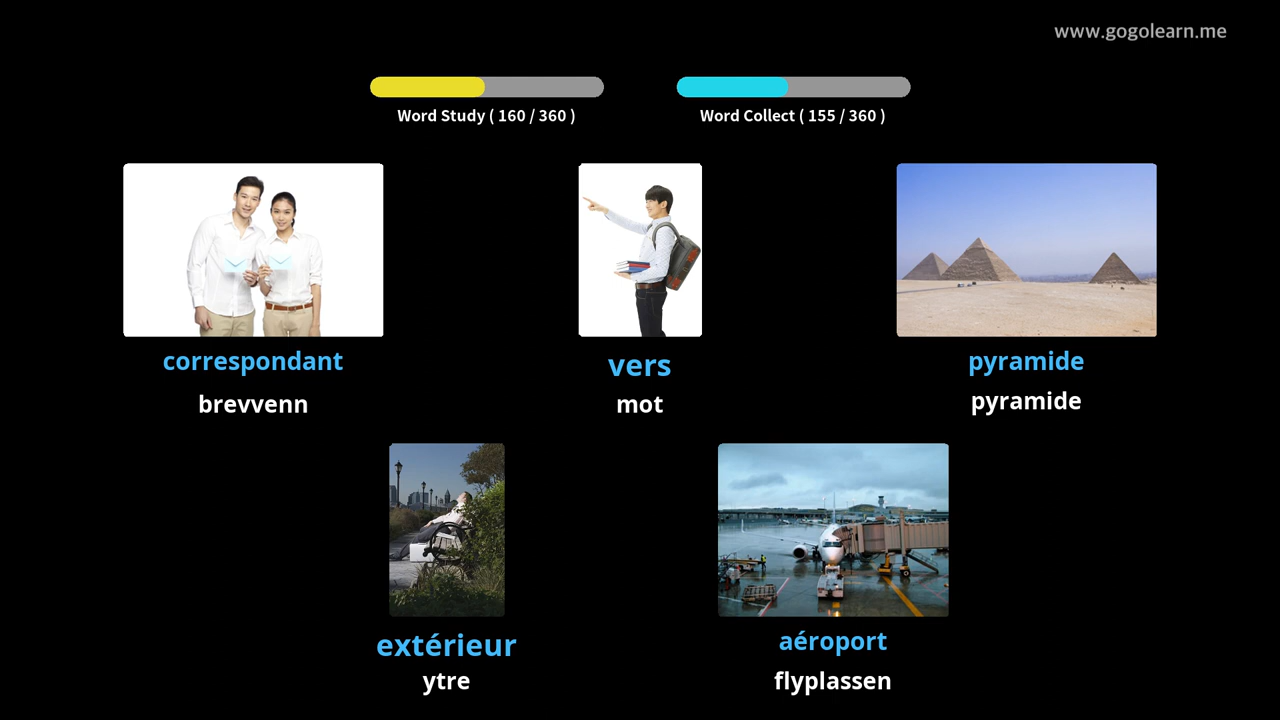 www.gogolearn.me
Word Study ( 160 / 360 )
Word Collect ( 155 / 360 )
correspondant
brevvenn
vers
mot
pyramide
pyramide
extérieur
ytre
aéroport
flyplassen